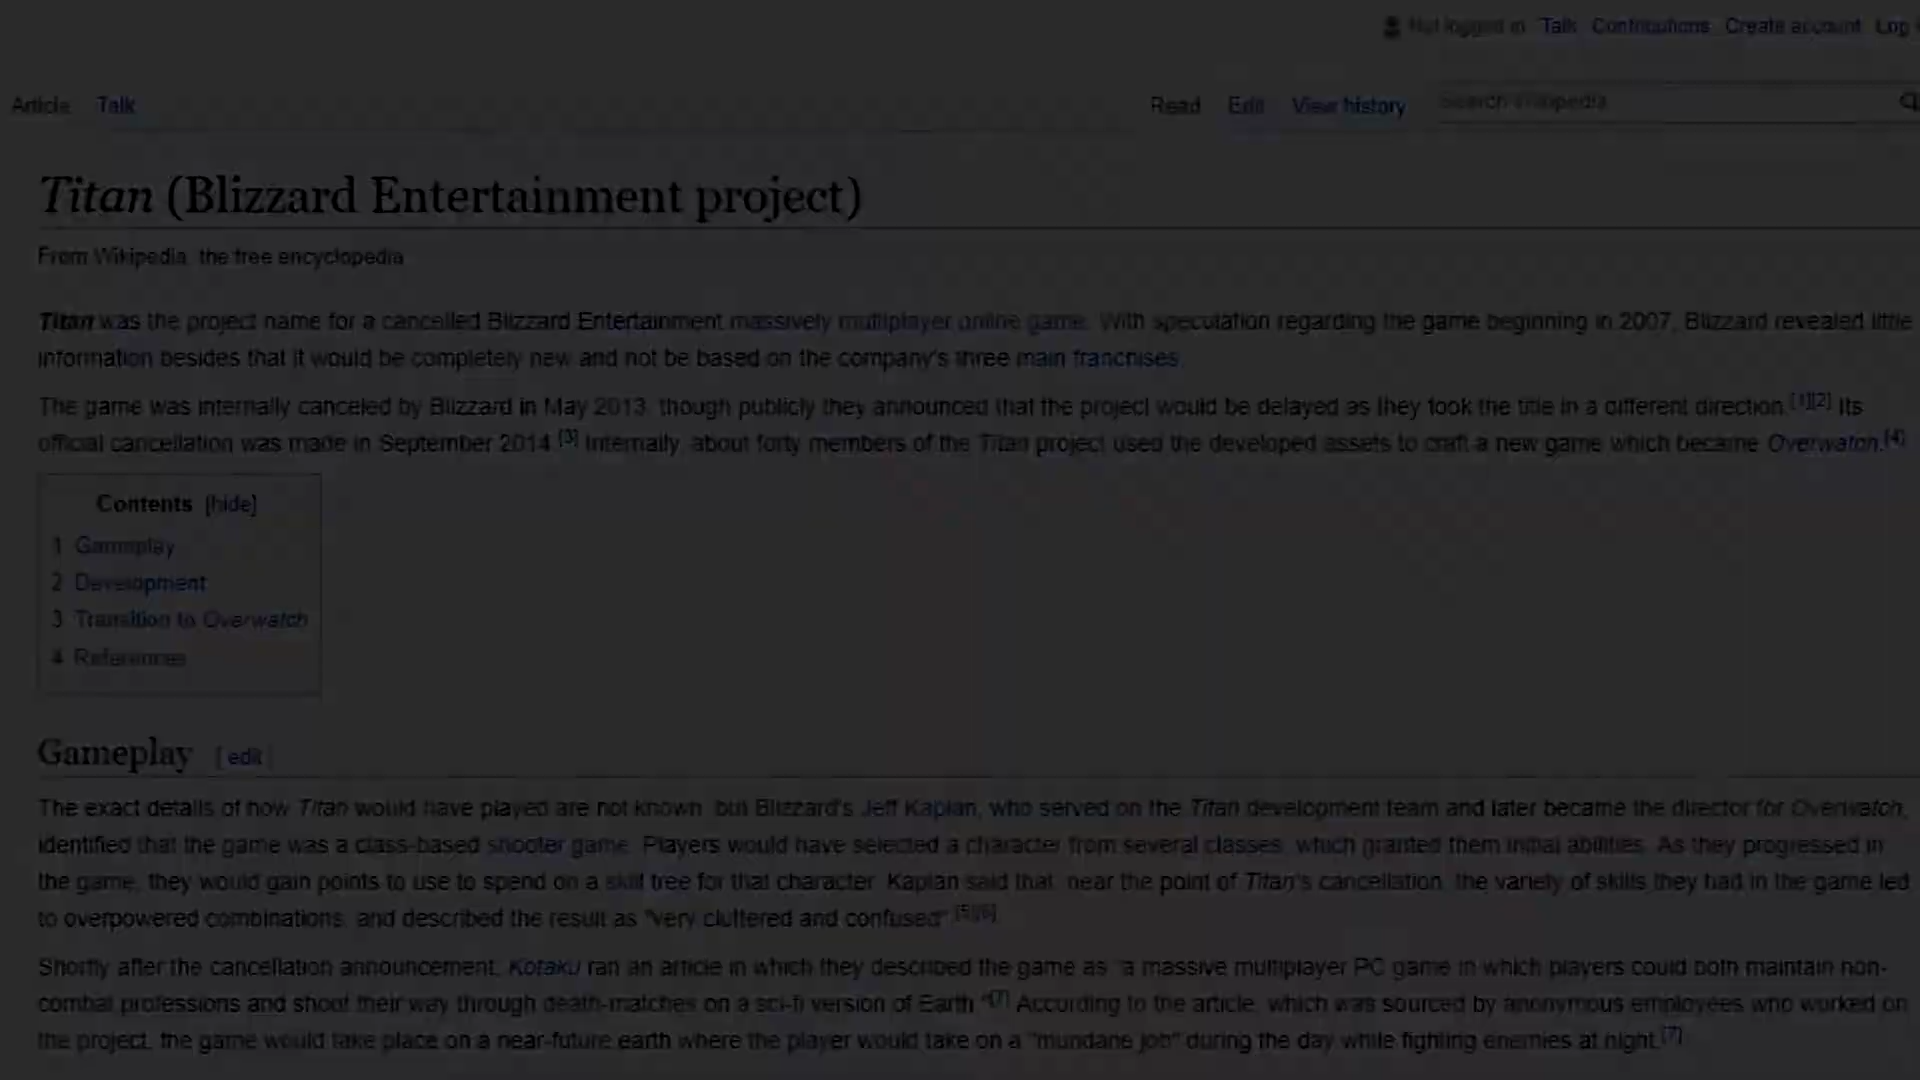 Not logged in Talk Contributions Create account Log
Article Talk Read Edit View history Search Wikipedia
Titan (Blizzard Entertainment project)
From Wikipedia, the free encyclopedia
Titan was the project name for a cancelled Blizzard Entertainment massively multiplayer online game. With speculation regarding the game beginning in 2007, Blizzard revealed little
information besides that it would be completely new and not be based on the company's three main franchises.
The game was internally canceled by Blizzard in May 2013, though publicly they announced that the project would be delayed as they took the title in a different direction.[1][2] Its
official cancellation was made in September 2014.[3] Internally, about forty members of the Titan project used the developed assets to craft a new game which became Overwatch.[4]
Contents [hide]
1 Gameplay
2 Development
3 Transition to Overwatch
4 References
Gameplay [ edit ]
The exact details of how Titan would have played are not known, but Blizzard's Jeff Kaplan, who served on the Titan development team and later became the director for Overwatch,
identified that the game was a class-based shooter game. Players would have selected a character from several classes, which granted them initial abilities. As they progressed in
the game, they would gain points to use to spend on a skill tree for that character. Kaplan said that, near the point of Titan's cancellation, the variety of skills they had in the game led
to overpowered combinations, and described the result as "very cluttered and confused".[5][6]
Shortly after the cancellation announcement, Kotaku ran an article in which they described the game as "a massive multiplayer PC game in which players could both maintain non-
combat professions and shoot their way through death-matches on a sci-fi version of Earth."[7] According to the article, which was sourced by anonymous employees who worked on
the project, the game would take place on a near-future earth where the player would take on a "mundane job" during the day while fighting enemies at night.[7]